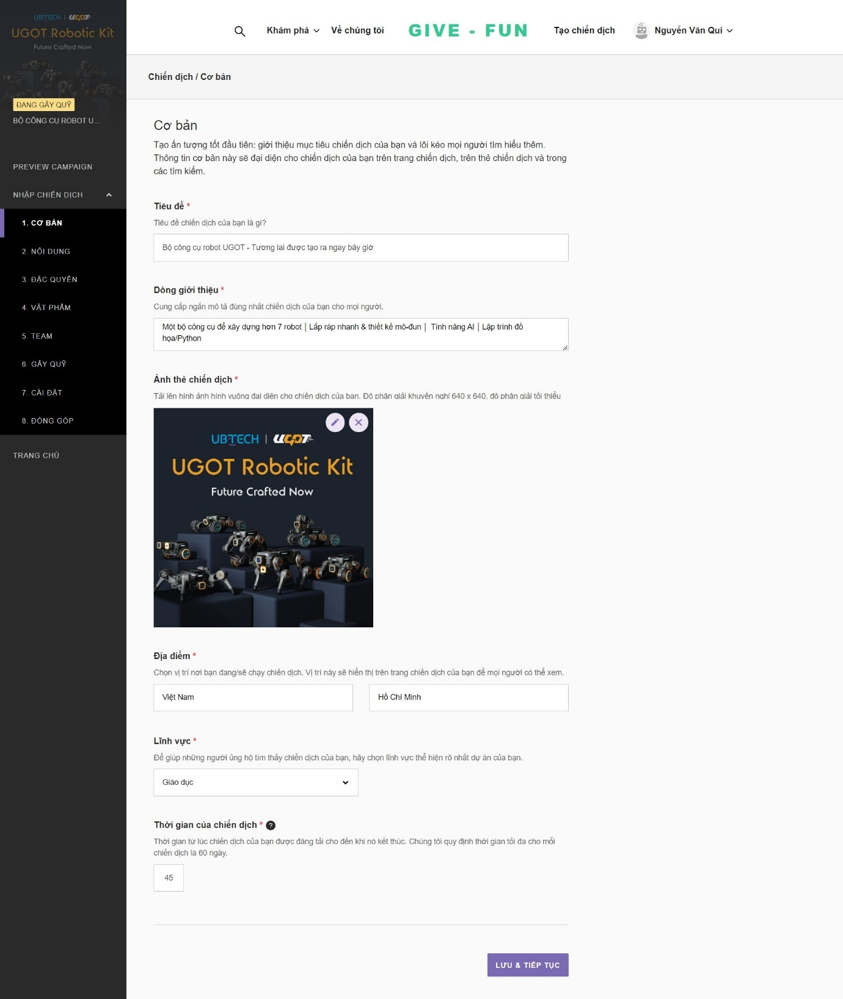 UBTECH | UGOT
UGOT Robotic Kit
Future Crafted Now
ĐANG GÂY QUỸ
BỘ CÔNG CỤ ROBOT U...
PREVIEW CAMPAIGN
NHẬP CHIẾN DỊCH
1. CƠ BẢN
2. NỘI DUNG
3. ĐẶC QUYỀN
4. VẬT PHẨM
5. TEAM
6. GÂY QUỸ
7. CÀI ĐẶT
8. ĐÓNG GÓP
TRANG CHỦ
Khám phá
Về chúng tôi
GIVE - FUN
Tạo chiến dịch
Nguyễn Văn Quí
Chiến dịch / Cơ bản
Cơ bản
Tạo ấn tượng tốt đầu tiên: giới thiệu mục tiêu chiến dịch của bạn và lôi kéo mọi người tìm hiểu thêm.
Thông tin cơ bản này sẽ đại diện cho chiến dịch của bạn trên trang chiến dịch, trên thẻ chiến dịch và trong
các tìm kiếm.
Tiêu đề *
Tiêu đề chiến dịch của bạn là gì?
Bộ công cụ robot UGOT - Tương lai được tạo ra ngay bây giờ
Dòng giới thiệu *
Cung cấp ngắn mô tả đúng nhất chiến dịch của bạn cho mọi người.
Một bộ công cụ để xây dựng hơn 7 robot | Lắp ráp nhanh & thiết kế mô-đun | Tính năng AI | Lập trình đồ
họa/Python
Ảnh thẻ chiến dịch *
Tải lên hình ảnh hình vuông đại diện cho chiến dịch của bạn. Độ phân giải khuyến nghị 640 x 640, độ phân giải tối thiểu
UBTECH | UGOT
UGOT Robotic Kit
Future Crafted Now
Địa điểm *
Chọn vị trí nơi bạn đang/sẽ chạy chiến dịch. Vị trí này sẽ hiển thị trên trang chiến dịch của bạn để mọi người có thể xem.
Việt Nam
Hồ Chí Minh
Lĩnh vực *
Để giúp những người ủng hộ tìm thấy chiến dịch của bạn, hãy chọn lĩnh vực thể hiện rõ nhất dự án của bạn.
Giáo dục
Thời gian của chiến dịch * ?
Thời gian từ lúc chiến dịch của bạn được đăng tải cho đến khi nó kết thúc. Chúng tôi quy định thời gian tối đa cho mỗi
chiến dịch là 60 ngày.
45
LƯU & TIẾP TỤC